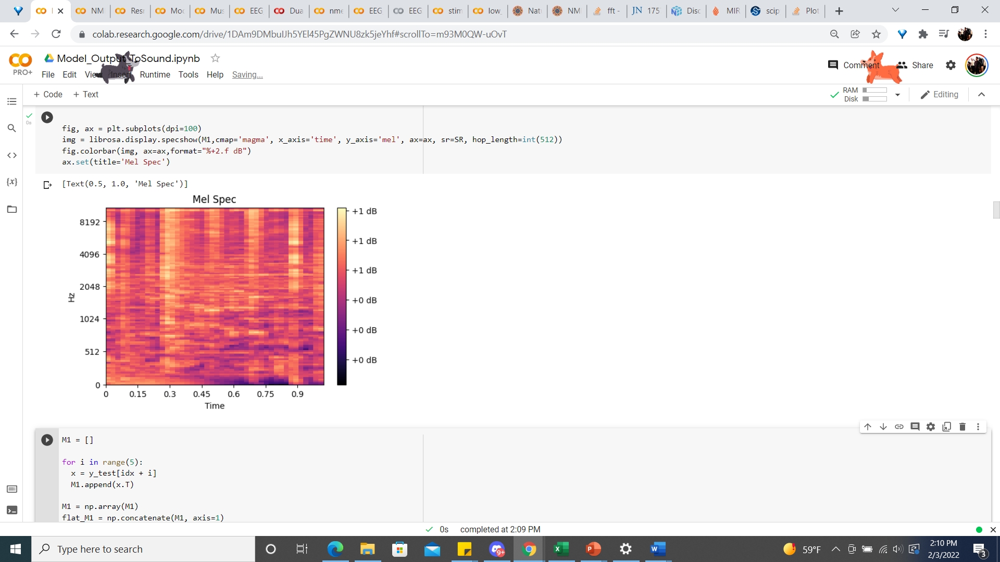 NM
Res
Moc
Mus
EEG
Dua
nme
EEG
EEG
stim
low_
Natu
NM
fft -
JN 175
Disc
MIR
scip
Plot
colab.research.google.com/drive/1DAm9DMbuIJh5YEl45PgZWNU8zk5jeYhf#scrollTo=m93M0QW-uOvT
PRO+
Model_Output_ToSound.ipynb
File Edit View Insert Runtime Tools Help Saving...
Comment Share
+ Code + Text
RAM
Disk
Editing
0s
fig, ax = plt.subplots(dpi=100)
img = librosa.display.specshow(M1,cmap='magma', x_axis='time', y_axis='mel', ax=ax, sr=SR, hop_length=int(512))
fig.colorbar(img, ax=ax,format="%+2.f dB")
ax.set(title='Mel Spec')
{x}
[Text(0.5, 1.0, 'Mel Spec')]
Mel Spec
8192
4096
2048
1024
512
0
Hz
0 0.15 0.3 0.45 0.6 0.75 0.9
Time
+1 dB
+1 dB
+1 dB
+0 dB
+0 dB
+0 dB
M1 = []
for i in range(5):
x = y_test[idx + i]
M1.append(x.T)
M1 = np.array(M1)
flat_M1 = np.concatenate(M1, axis=1)
0s completed at 2:09 PM
Type here to search
9+
59°F
2:10 PM
2/3/2022
3